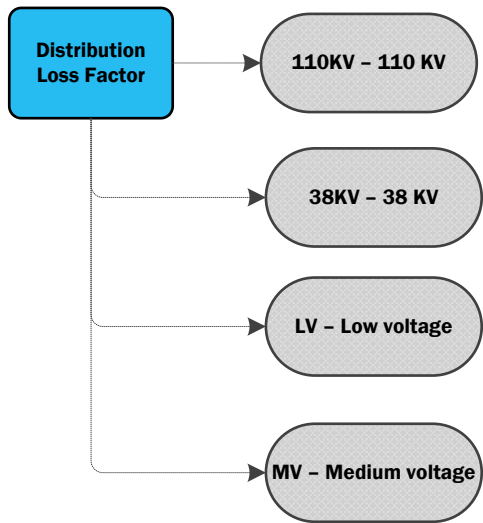 Distribution
Loss Factor
110KV – 110 KV
38KV – 38 KV
LV – Low voltage
MV – Medium voltage